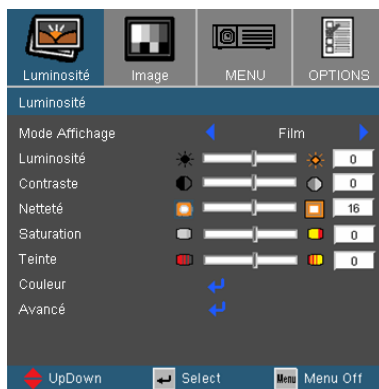 Luminosité Image MENU OPTIONS
Luminosité
Mode Affichage Film
Luminosité 0
Contraste 0
Netteté 16
Saturation 0
Teinte 0
Couleur
Avancé
UpDown Select Menu Menu Off